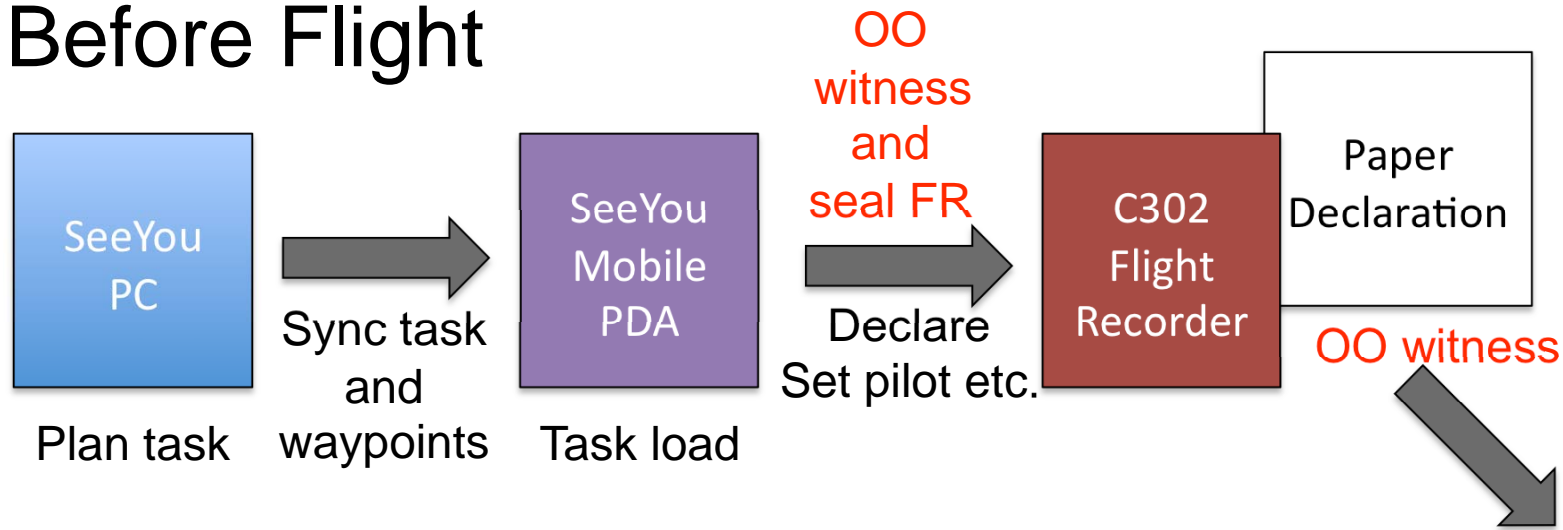 Before Flight
SeeYou
PC
Plan task
Sync task
and
waypoints
SeeYou
Mobile
PDA
Task load
OO
witness
and
seal FR
Declare
Set pilot etc.
C302
Flight
Recorder
Paper
Declaration
OO witness